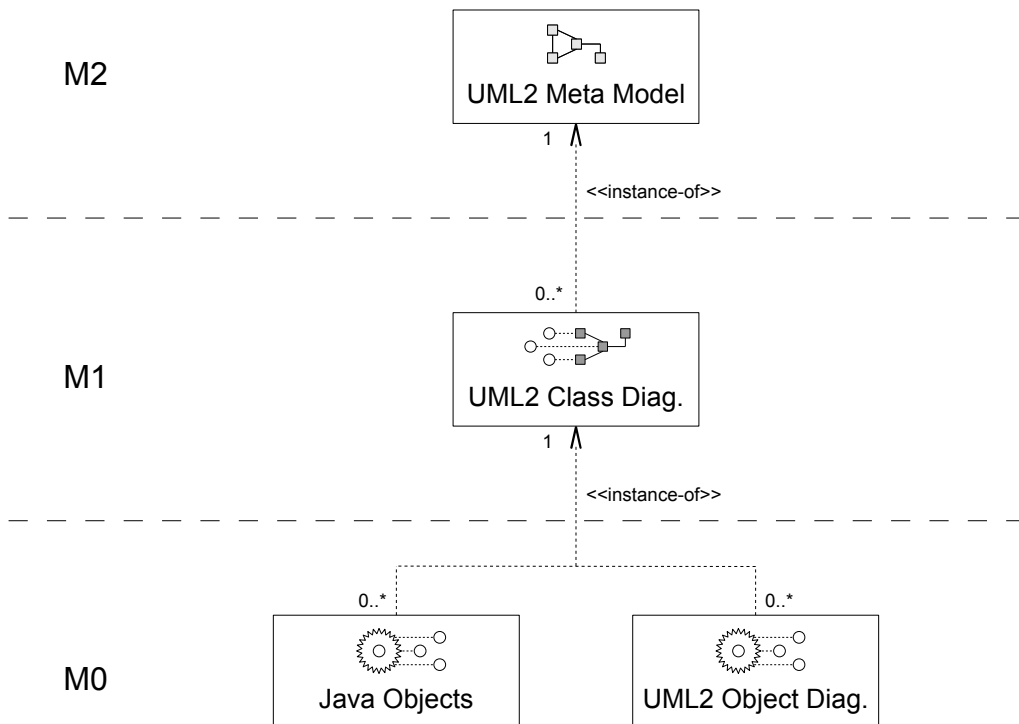 M2
UML2 Meta Model
1
<<instance-of>>
0..*
M1
UML2 Class Diag.
1
<<instance-of>>
0..*
0..*
M0
Java Objects
UML2 Object Diag.